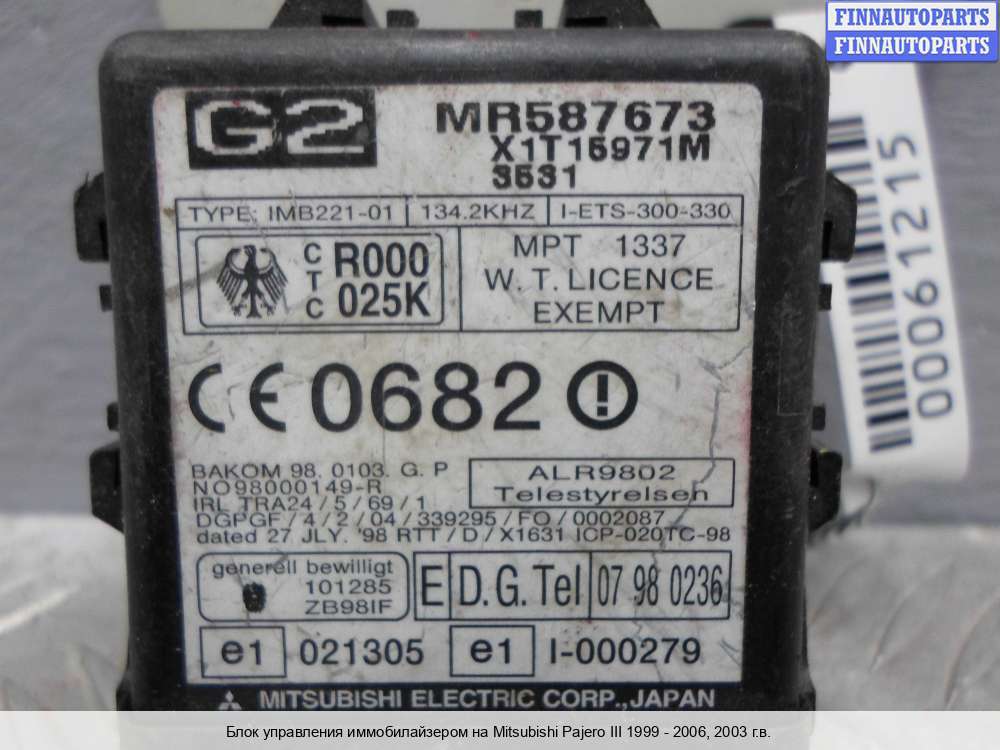 FINNAUTOPARTS
FINNAUTOPARTS
G2
MR587673
X1T15971M
3531
TYPE: IMB221-01 134.2KHZ I-ETS-300-330
CTC R000 025K
MPT 1337
W. T. LICENCE
EXEMPT
CE 0682 !
BAKOM 98. 0103. G. P
NO98000149-R
IRL TRA24/5/69/1
DGPGF/4/2/04/339295/FO/0002087
dated 27 JLY. '98 RTT/D/X1631 ICP-020TC-98
ALR9802
Telestyrelsen
generell bewilligt
101285
ZB98IF
E D.G.Tel 07 98 0236
e1 021305 e1 I-000279
MITSUBISHI ELECTRIC CORP.,JAPAN
00061215
Блок управления иммобилайзером на Mitsubishi Pajero III 1999 - 2006, 2003 г.в.